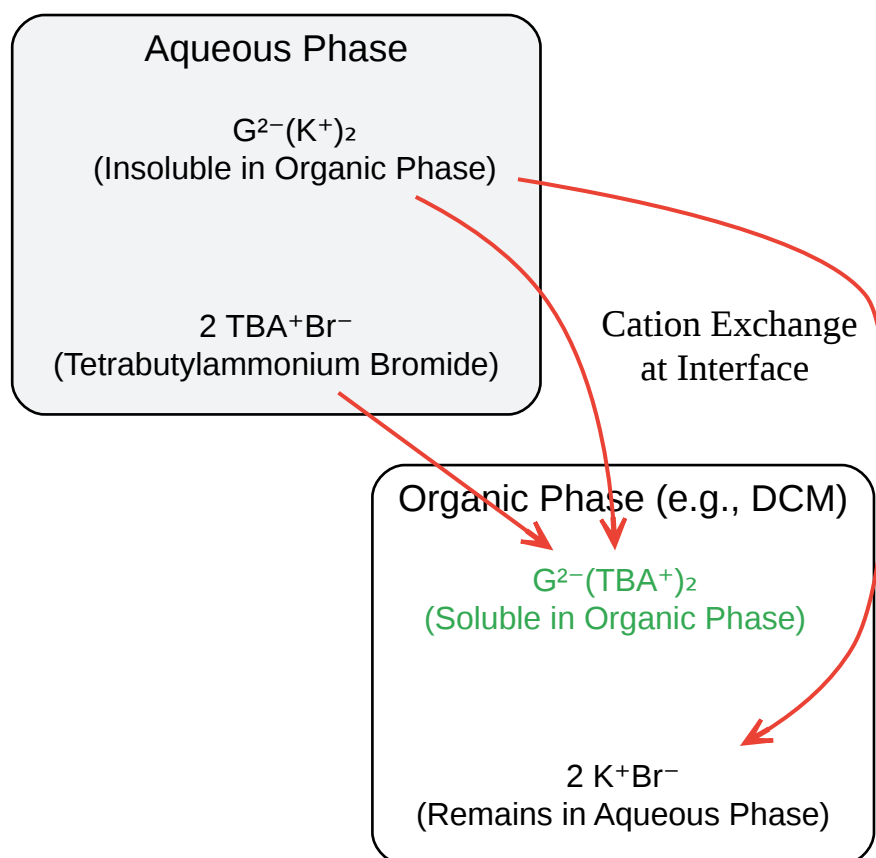 Aqueous Phase
G²⁻(K⁺)₂
(Insoluble in Organic Phase)
2 TBA⁺Br⁻
(Tetrabutylammonium Bromide)
Cation Exchange
at Interface
Organic Phase (e.g., DCM)
G²⁻(TBA⁺)₂
(Soluble in Organic Phase)
2 K⁺Br⁻
(Remains in Aqueous Phase)